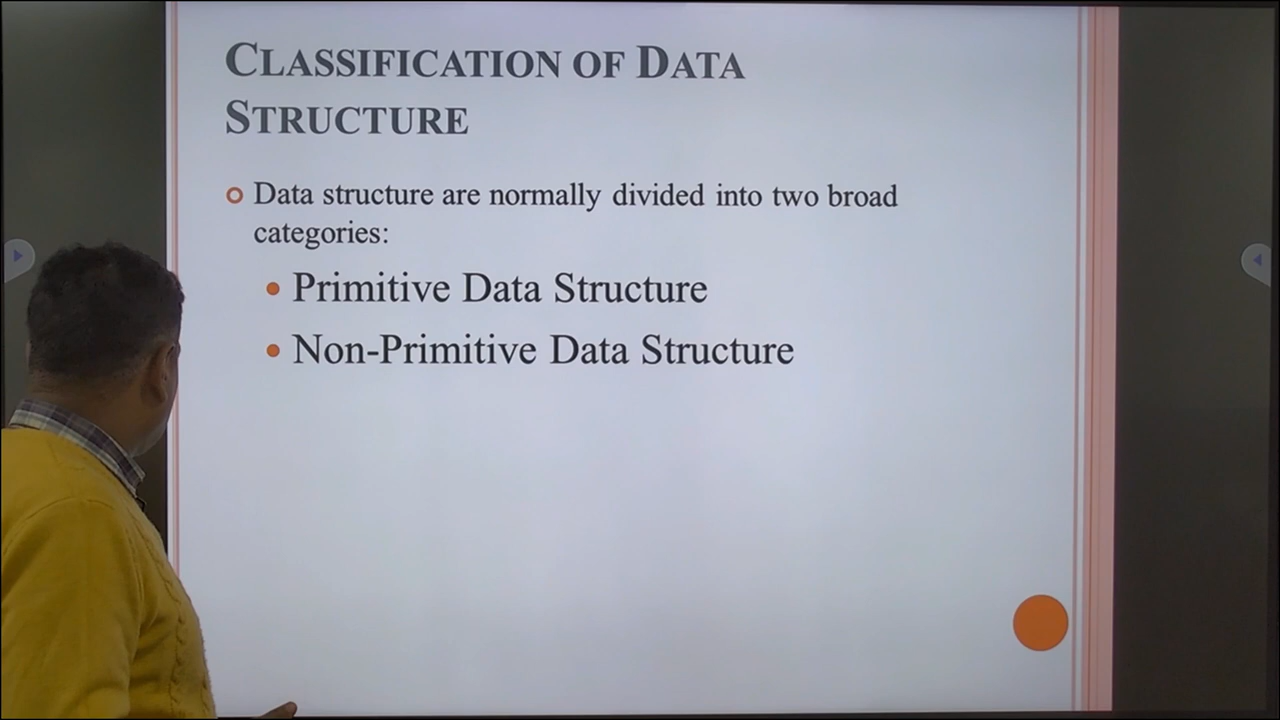 CLASSIFICATION OF DATA
STRUCTURE
Data structure are normally divided into two broad
categories:
• Primitive Data Structure
• Non-Primitive Data Structure